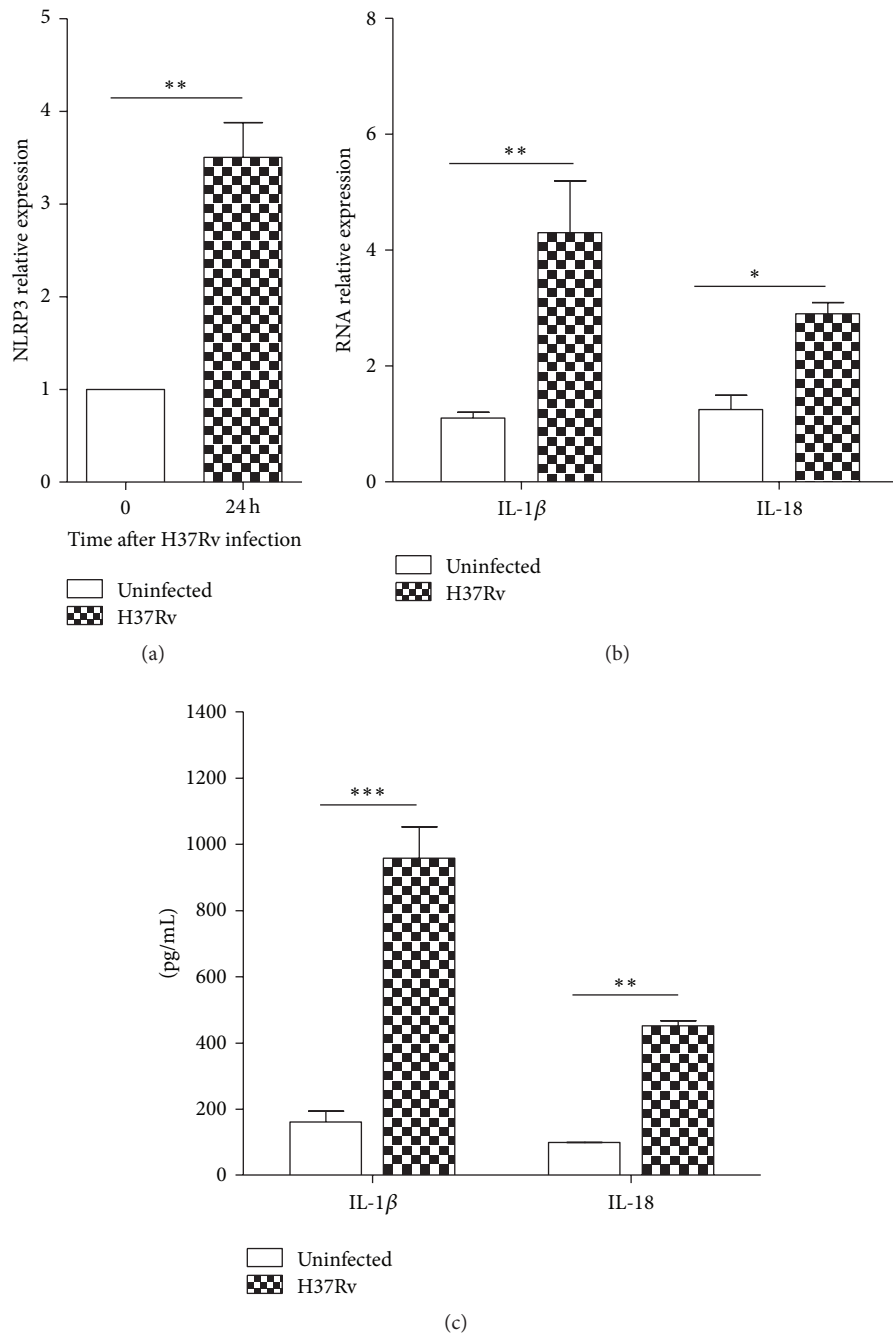 5
4
3
2
1
0
NLRP3 relative expression
**
0 24 h
Time after H37Rv infection
Uninfected
H37Rv
(a)
8
6
4
2
0
RNA relative expression
**
*
IL-1β IL-18
Uninfected
H37Rv
(b)
1400
1200
1000
800
600
400
200
0
(pg/mL)
***
**
IL-1β IL-18
Uninfected
H37Rv
(c)